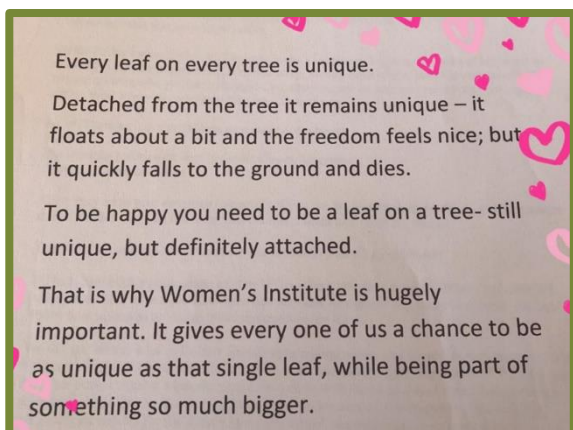 Every leaf on every tree is unique.
Detached from the tree it remains unique – it
floats about a bit and the freedom feels nice; but
it quickly falls to the ground and dies.
To be happy you need to be a leaf on a tree- still
unique, but definitely attached.
That is why Women's Institute is hugely
important. It gives every one of us a chance to be
as unique as that single leaf, while being part of
something so much bigger.